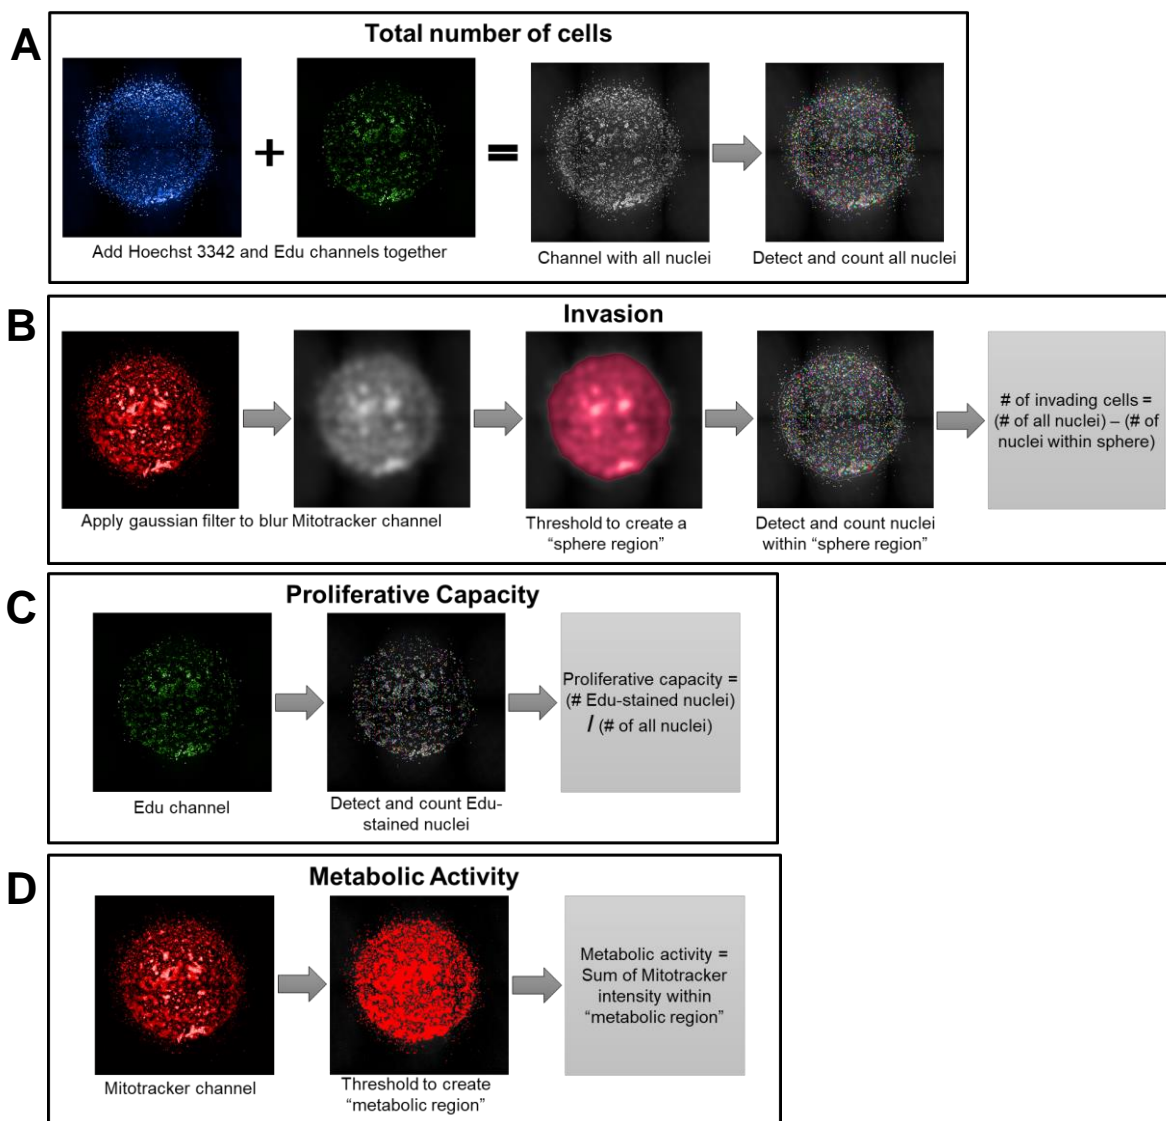 A
Total number of cells
+
=
Add Hoechst 3342 and Edu channels together
Channel with all nuclei
Detect and count all nuclei
B
Invasion
Apply gaussian filter to blur Mitotracker channel
Threshold to create a
“sphere region”
Detect and count nuclei
within “sphere region”
# of invading cells =
(# of all nuclei) – (# of
nuclei within sphere)
C
Proliferative Capacity
Edu channel
Detect and count Edu-
stained nuclei
Proliferative capacity =
(# Edu-stained nuclei)
/ (# of all nuclei)
D
Metabolic Activity
Mitotracker channel
Threshold to create
“metabolic region”
Metabolic activity =
Sum of Mitotracker
intensity within
“metabolic region”